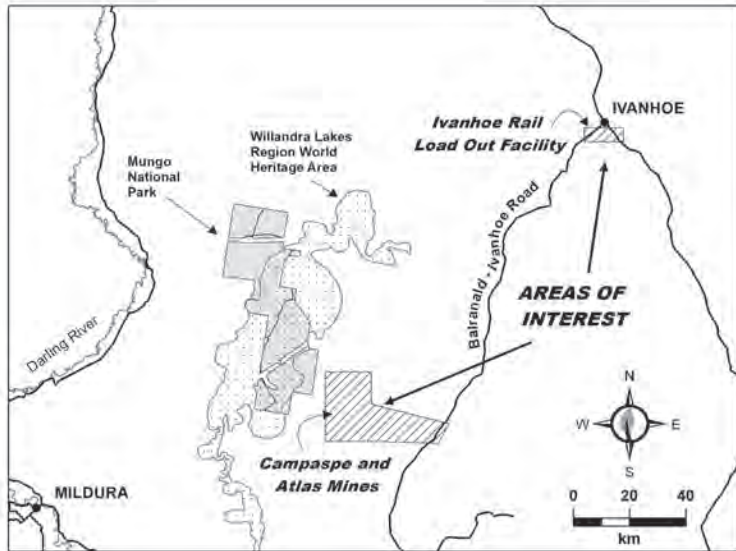 IVANHOE
Ivanhoe Rail
Load Out Facility
Willandra Lakes
Region World
Heritage Area
Mungo
National
Park
Balranald - Ivanhoe Road
AREAS OF
INTEREST
Darling River
N
W E
S
Campaspe and
Atlas Mines
MILDURA
0 20 40
km